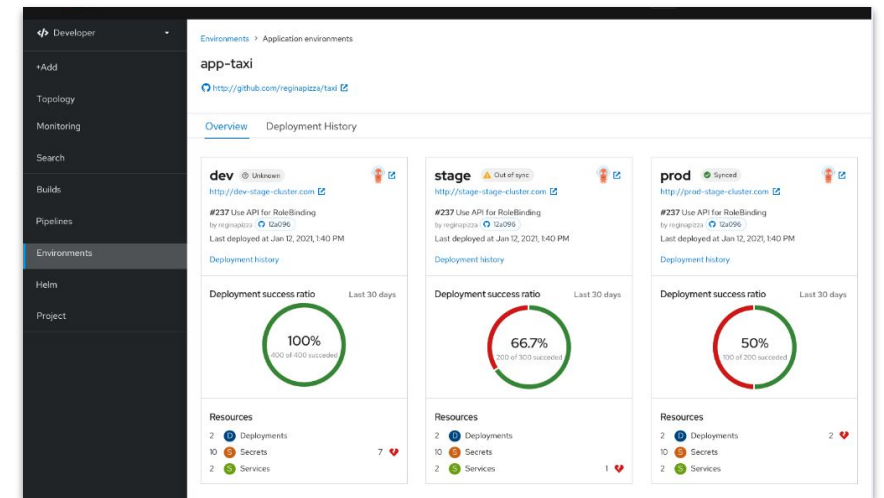 Developer
Environments > Application environments
+Add
app-taxi
http://github.com/reginapizza/taxi
Topology
Monitoring
Overview Deployment History
Search
Builds
Pipelines
Environments
Helm
Project
dev Unknown
http://dev-stage-cluster.com
#237 Use API for RoleBinding
by reginapizza 12a096
Last deployed at Jan 12, 2021, 1:40 PM
Deployment history
Deployment success ratio Last 30 days
100%
400 of 400 succeeded
Resources
2 D Deployments
10 S Secrets 7
2 S Services
stage Out of sync
http://stage-stage-cluster.com
#237 Use API for RoleBinding
by reginapizza 12a096
Last deployed at Jan 12, 2021, 1:40 PM
Deployment history
Deployment success ratio Last 30 days
66.7%
200 of 300 succeeded
Resources
2 D Deployments
10 S Secrets
2 S Services 1
prod Synced
http://prod-stage-cluster.com
#237 Use API for RoleBinding
by reginapizza 12a096
Last deployed at Jan 12, 2021, 1:40 PM
Deployment history
Deployment success ratio Last 30 days
50%
100 of 200 succeeded
Resources
2 D Deployments 2
10 S Secrets
2 S Services